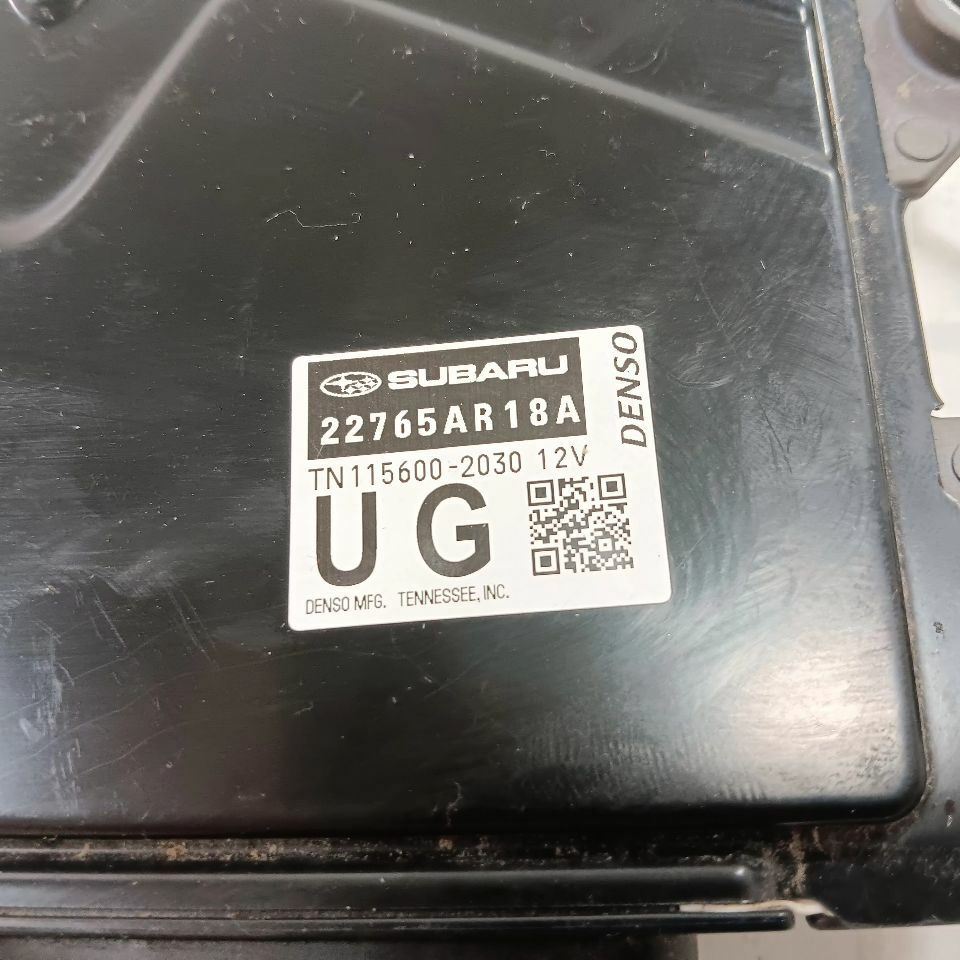 SUBARU
22765AR18A
DENSO
TN115600-2030 12V
UG
DENSO MFG. TENNESSEE, INC.